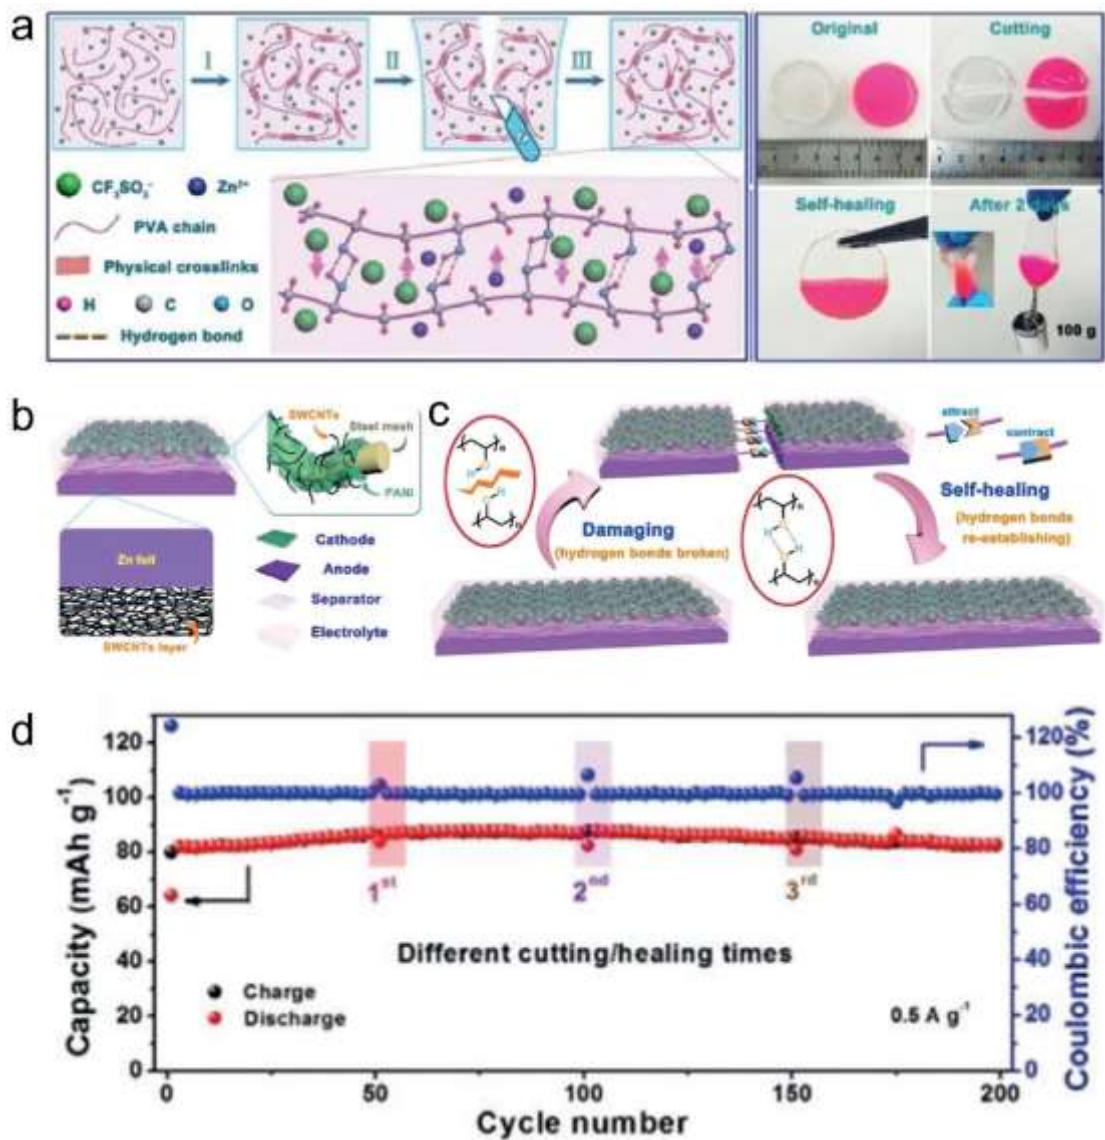 a
I
II
III
CF₃SO₃⁻
Zn²⁺
PVA chain
Physical crosslinks
H
C
O
Hydrogen bond
Original
Cutting
Self-healing
After 2 days
100 g
b
SWCNTs
Steel mesh
PANI
Zn foil
SWCNTs layer
Cathode
Anode
Separator
Electrolyte
c
attract
contract
Damaging
(hydrogen bonds broken)
Self-healing
(hydrogen bonds
re-establishing)
H
H
n
n
H
H
n
n
d
Capacity (mAh g⁻¹)
120
100
80
60
40
20
0
1ˢᵗ
2ⁿᵈ
3ʳᵈ
Different cutting/healing times
Charge
Discharge
0.5 A g⁻¹
0
50
100
150
200
Cycle number
120
100
80
60
40
20
0
Coulombic efficiency (%)